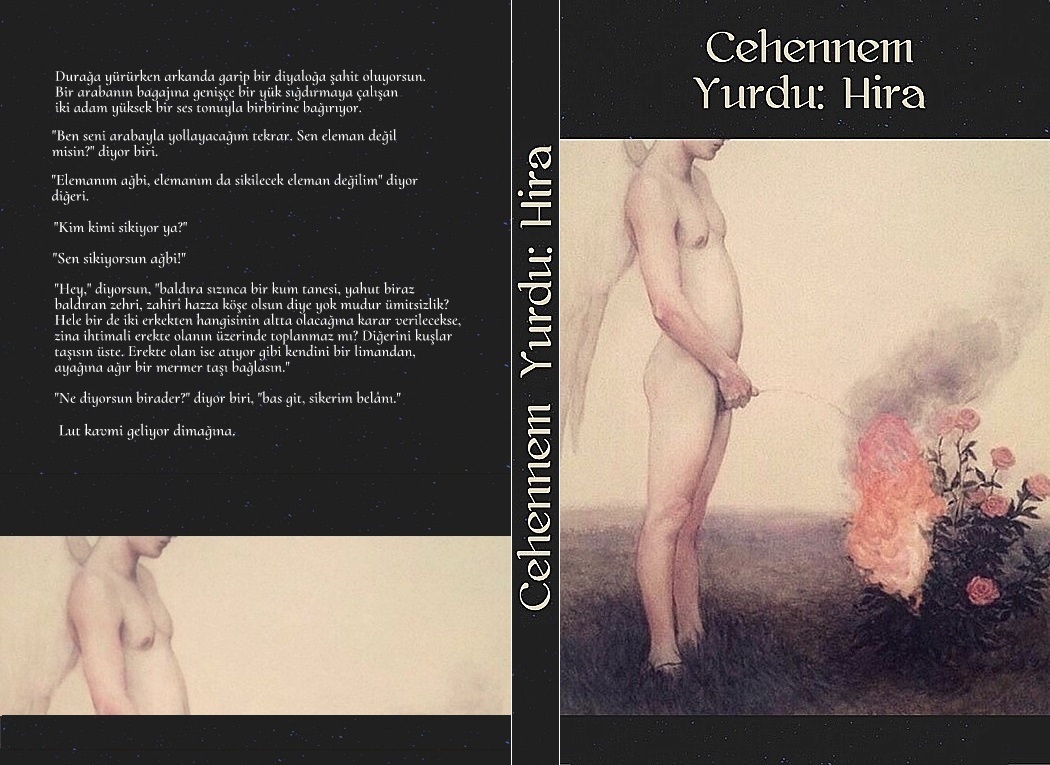 Durağa yürürken arkanda garip bir diyaloğa şahit oluyorsun.
Bir arabanın bagajına genişçe bir yük sığdırmaya çalışan
iki adam yüksek bir ses tonuyla birbirine bağırıyor.
"Ben seni arabayla yollayacağım tekrar. Sen eleman değil
misin?" diyor biri.
"Elemanım ağbi, elemanım da sikilecek eleman değilim" diyor
diğeri.
"Kim kimi sikiyor ya?"
"Sen sikiyorsun ağbi!"
"Hey," diyorsun, "baldıra sızınca bir kum tanesi, yahut biraz
baldıran zehri, zahirî hazza köşe olsun diye yok mudur ümitsizlik?
Hele bir de iki erkekten hangisinin altta olacağına karar verilecekse,
zina ihtimali erekte olanın üzerinde toplanmaz mı? Diğerini kuşlar
taşısın üste. Erekte olan ise atıyor gibi kendini bir limandan,
ayağına ağır bir mermer taşı bağlasın."
"Ne diyorsun birader?" diyor biri, "bas git, sikerim belânı."
Lut kavmi geliyor dimağına.
Cehennem Yurdu: Hira
Cehennem
Yurdu: Hira